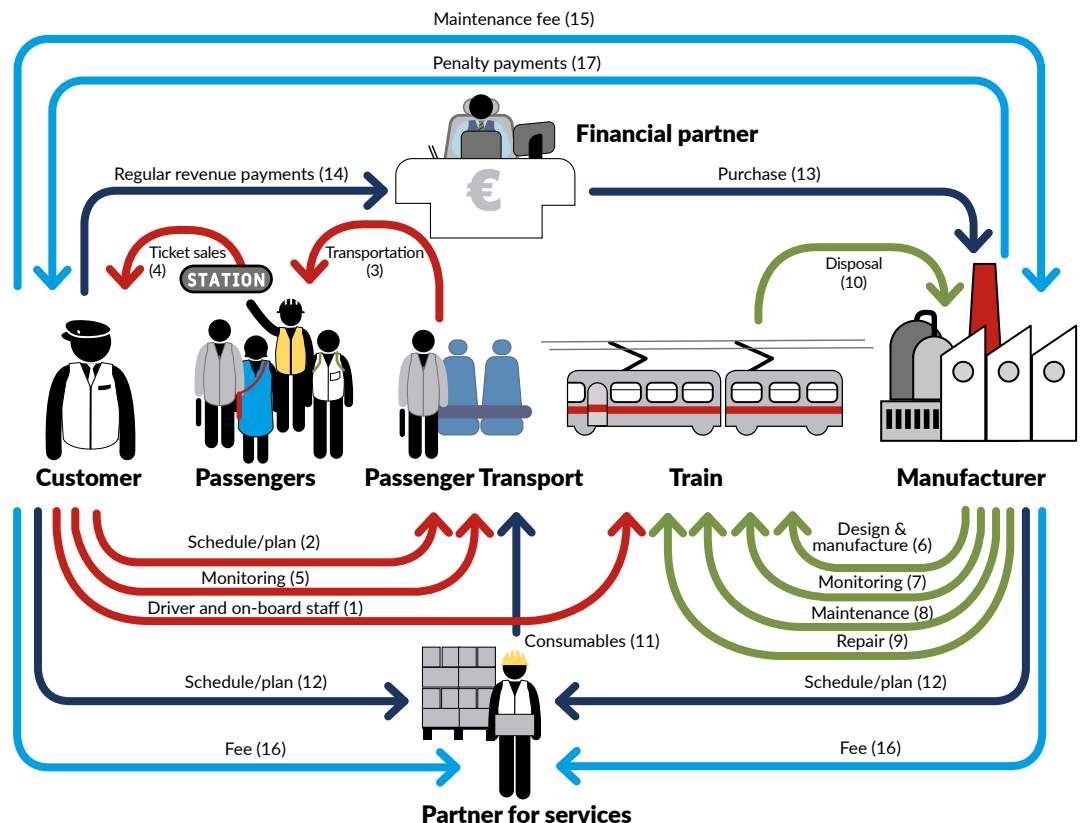 Maintenance fee (15)
Penalty payments (17)
Financial partner
Regular revenue payments (14)
€
Purchase (13)
Ticket sales
(4)
Transportation
(3)
STATION
Disposal
(10)
Customer
Passengers
Passenger Transport
Train
Manufacturer
Schedule/plan (2)
Monitoring (5)
Driver and on-board staff (1)
Design &
manufacture (6)
Monitoring (7)
Maintenance (8)
Repair (9)
Consumables (11)
Schedule/plan (12)
Schedule/plan (12)
Fee (16)
Fee (16)
Partner for services